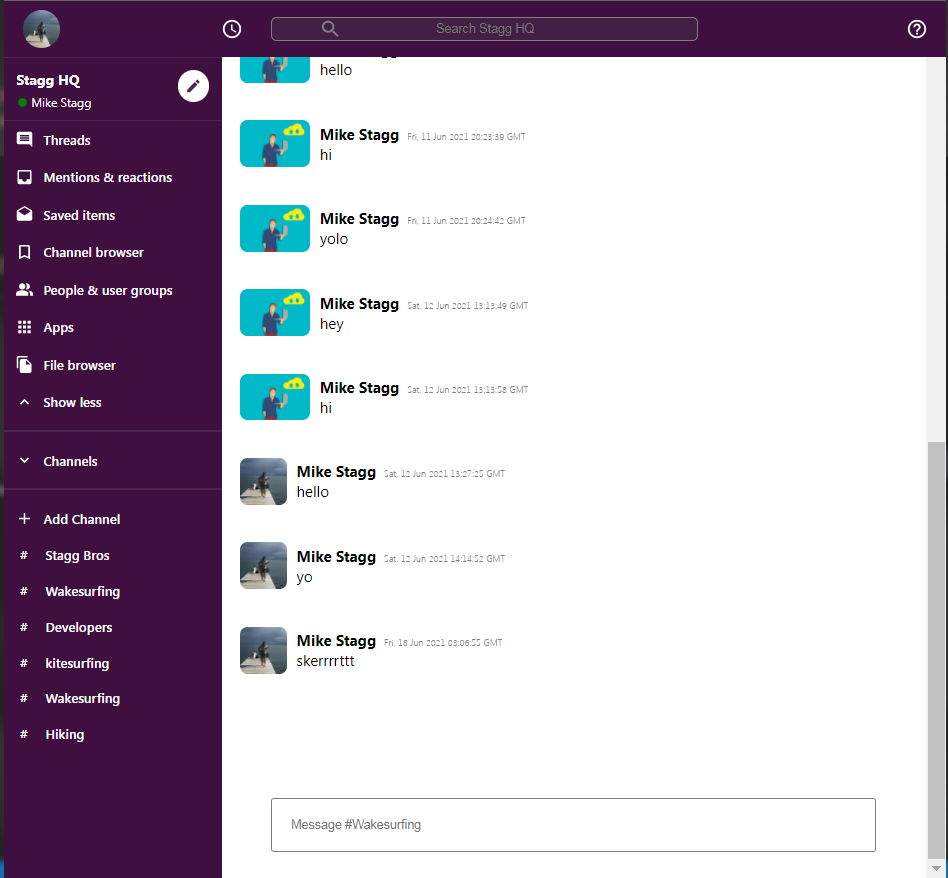 Search Stagg HQ
Stagg HQ
Mike Stagg
Threads
Mentions & reactions
Saved items
Channel browser
People & user groups
Apps
File browser
Show less
Channels
+ Add Channel
# Stagg Bros
# Wakesurfing
# Developers
# kitesurfing
# Wakesurfing
# Hiking
hello
Mike Stagg Fri, 11 Jun 2021 20:23:39 GMT
hi
Mike Stagg Fri, 11 Jun 2021 20:24:42 GMT
yolo
Mike Stagg Sat, 12 Jun 2021 13:13:49 GMT
hey
Mike Stagg Sat, 12 Jun 2021 13:13:58 GMT
hi
Mike Stagg Sat, 12 Jun 2021 13:27:25 GMT
hello
Mike Stagg Sat, 12 Jun 2021 14:14:52 GMT
yo
Mike Stagg Fri, 18 Jun 2021 03:06:55 GMT
skerrrrttt
Message #Wakesurfing